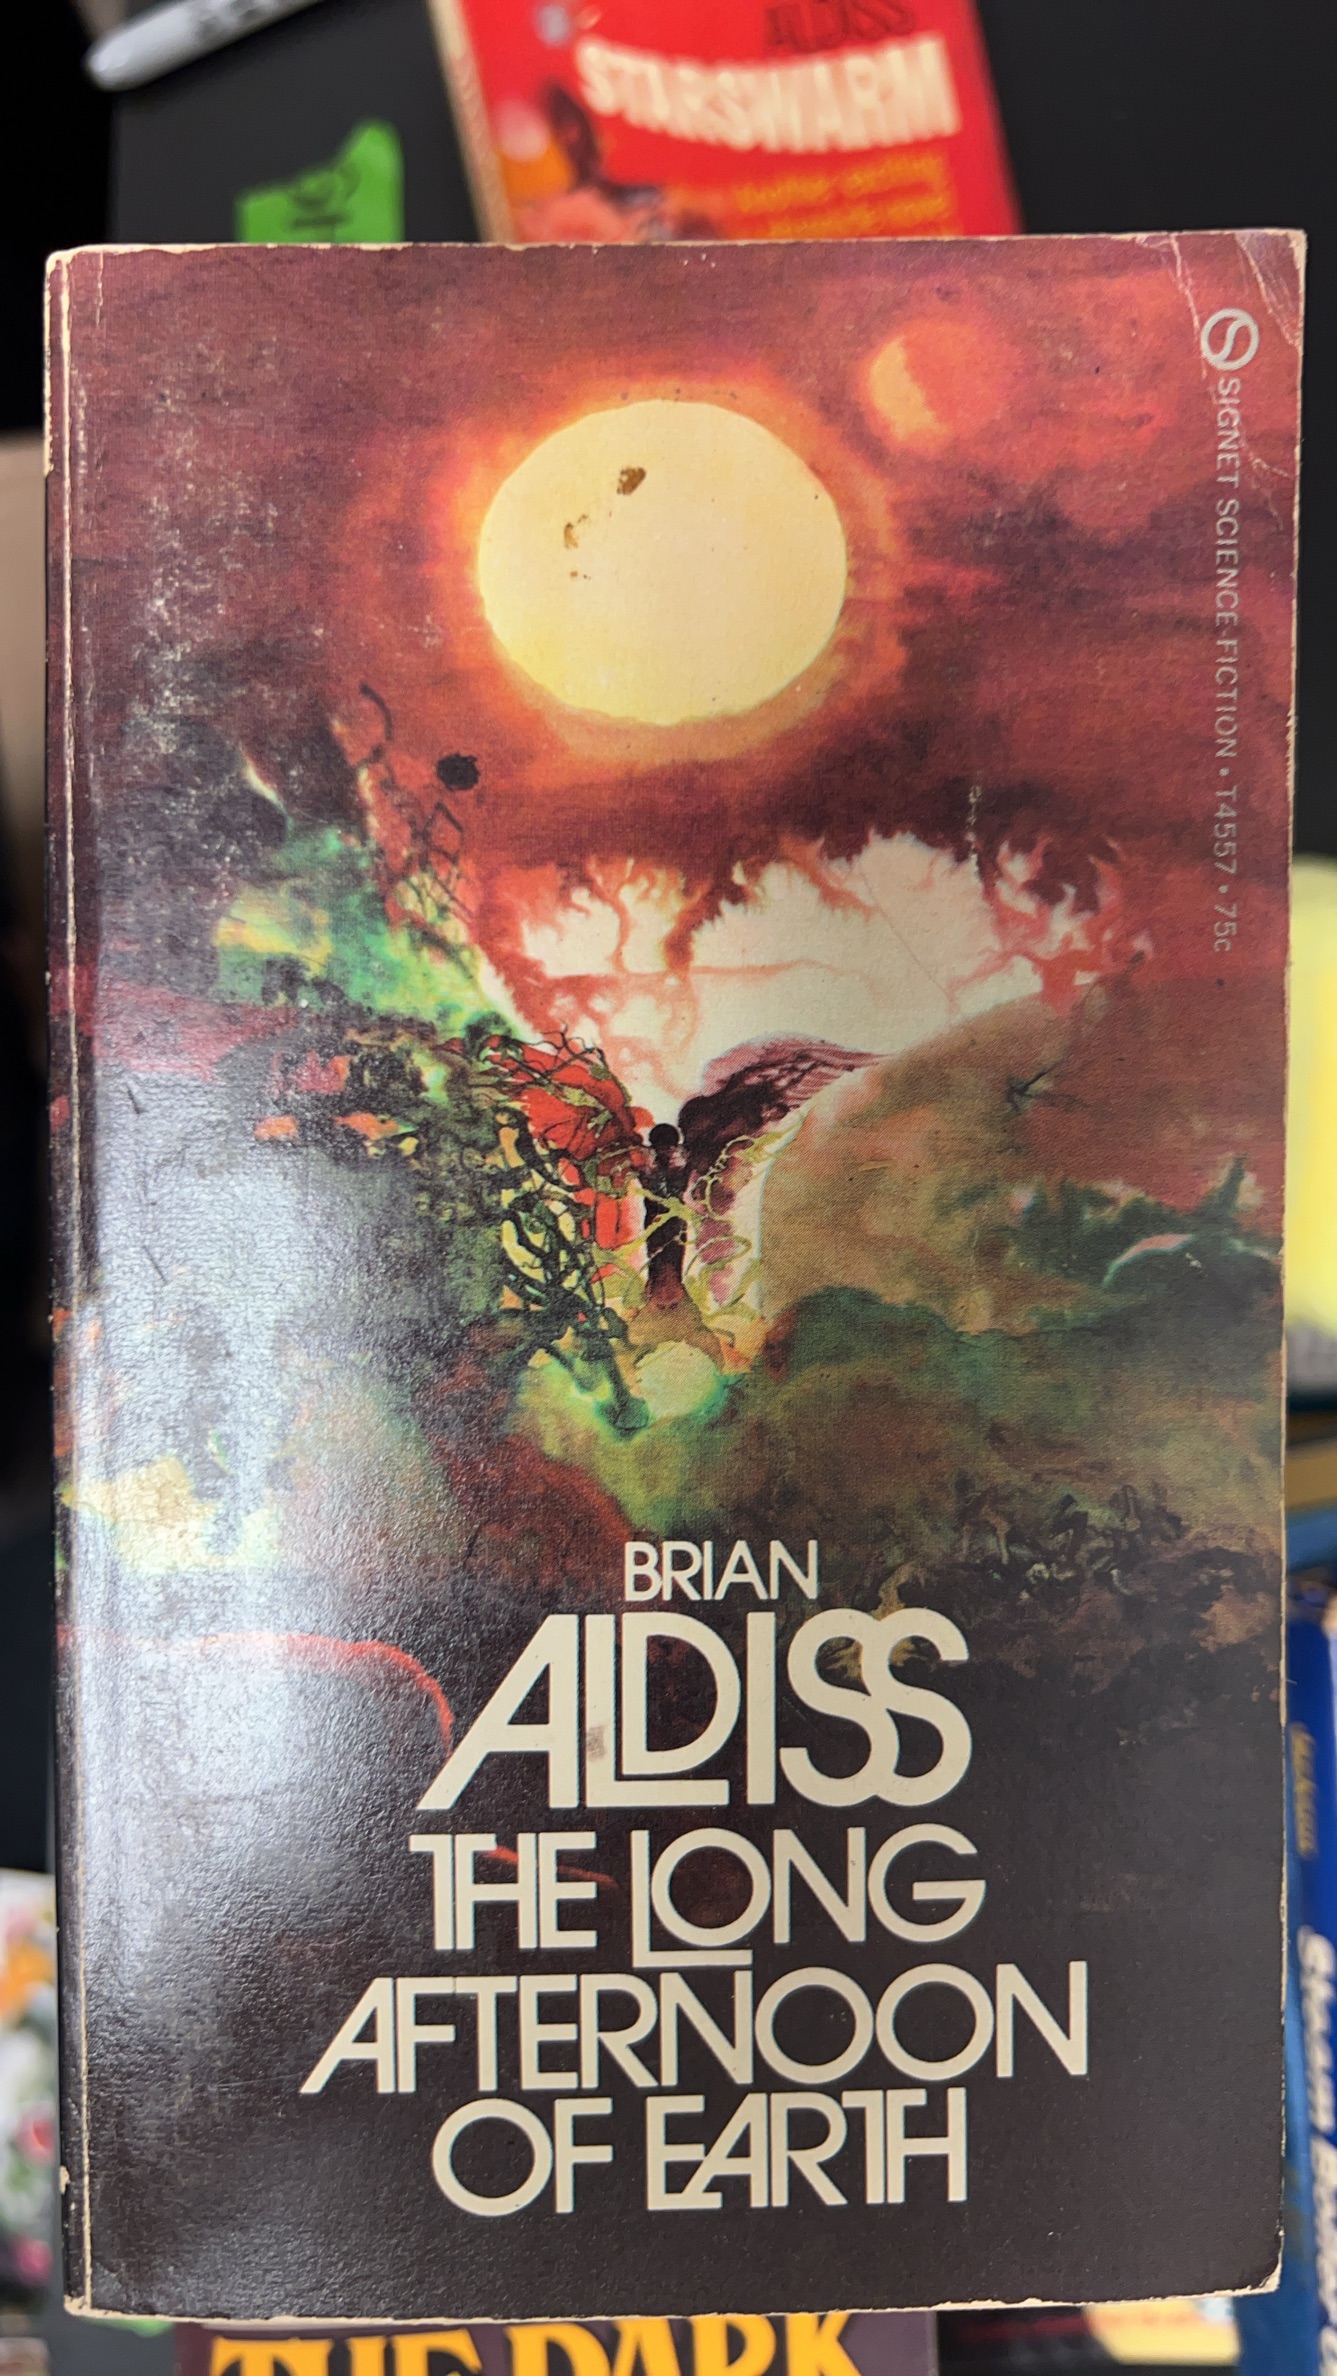 ALDISS
STARSWARM
SIGNET SCIENCE FICTION • T4557 • 75c
BRIAN
ALDISS
THE LONG
AFTERNOON
OF EARTH
THE DARK